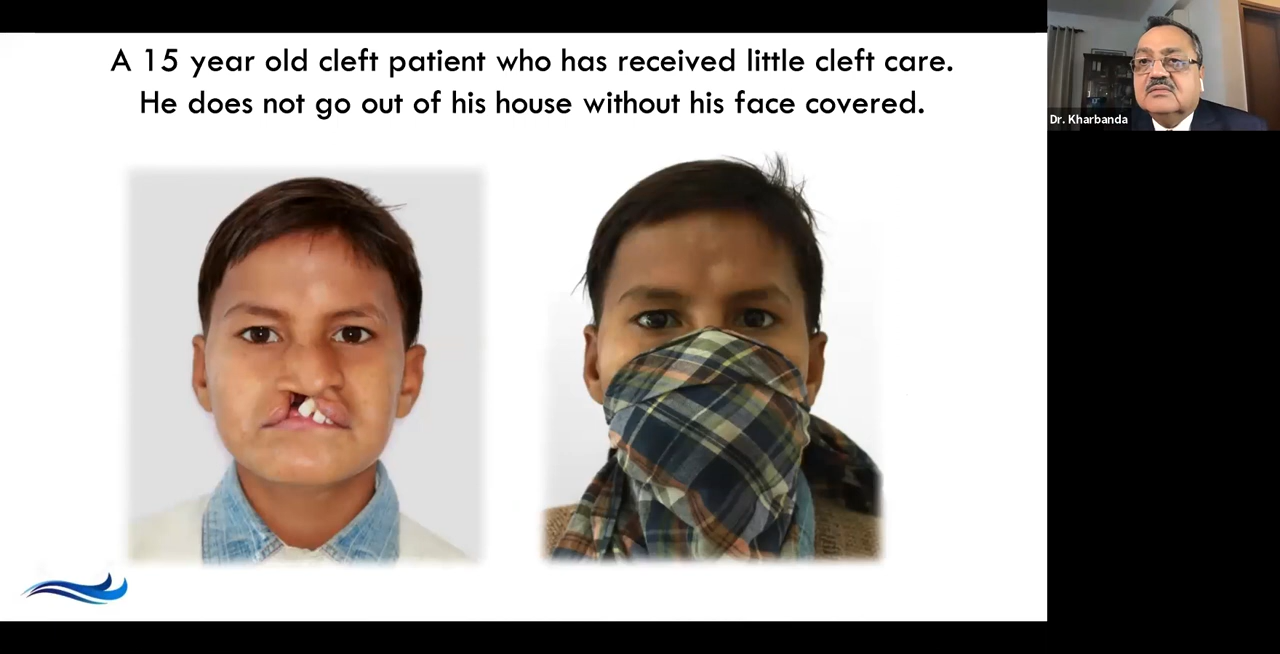 A 15 year old cleft patient who has received little cleft care.
He does not go out of his house without his face covered.
Dr. Kharbanda